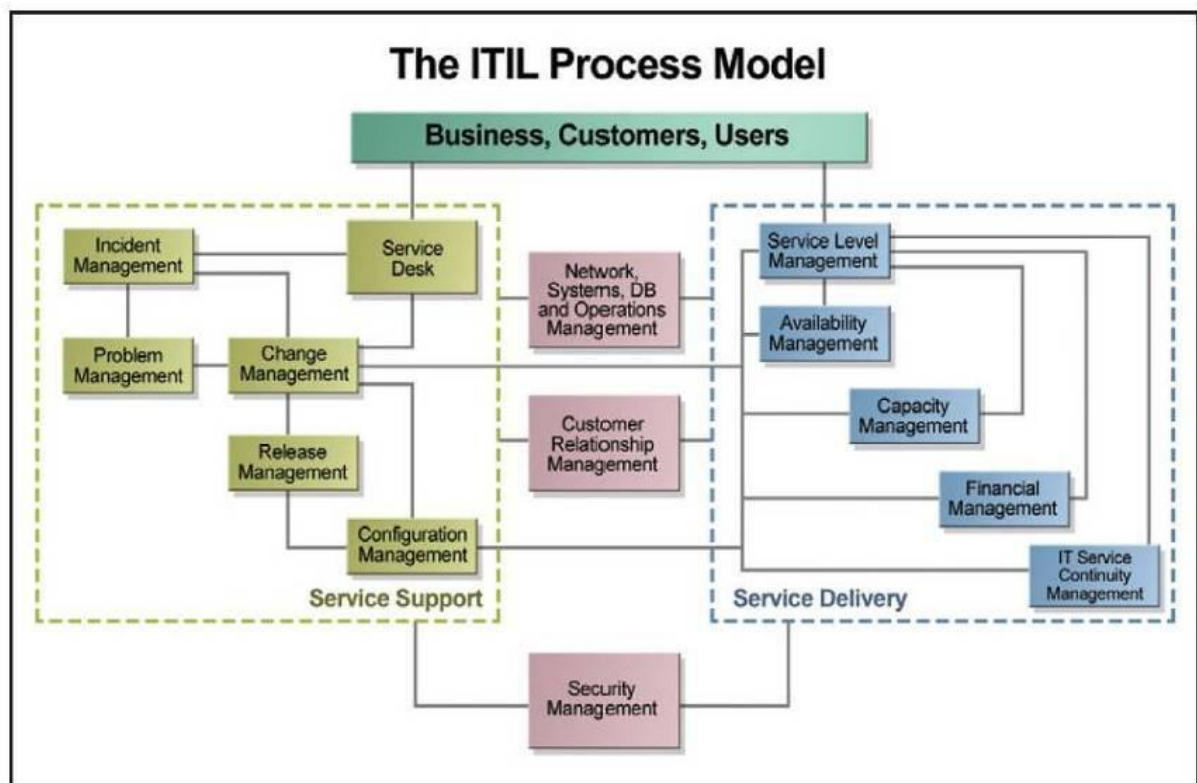 The ITIL Process Model
Business, Customers, Users
Incident
Management
Service
Desk
Problem
Management
Change
Management
Release
Management
Configuration
Management
Service Support
Network,
Systems, DB
and Operations
Management
Customer
Relationship
Management
Security
Management
Service Level
Management
Availability
Management
Capacity
Management
Financial
Management
IT Service
Continuity
Management
Service Delivery